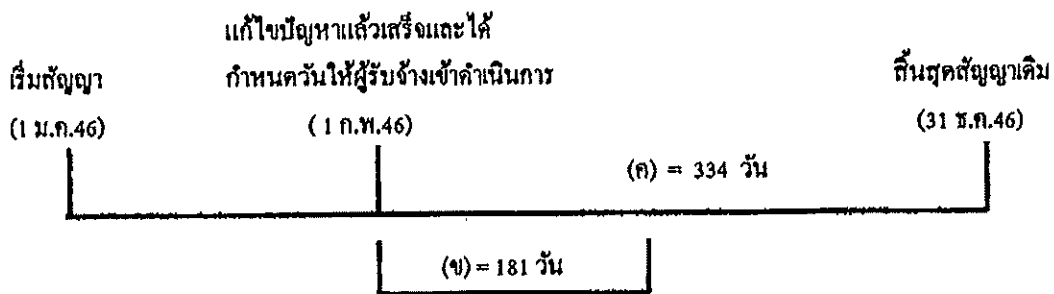 แก้ไขปัญหาแล้วเสร็จและได้
เริ่มสัญญา กำหนดวันให้ผู้รับจ้างเข้าดำเนินการ สิ้นสุดสัญญาเดิม
(1 ม.ค.46) ( 1 ก.พ.46) (31 ธ.ค.46)
(ค) = 334 วัน
(ข) = 181 วัน